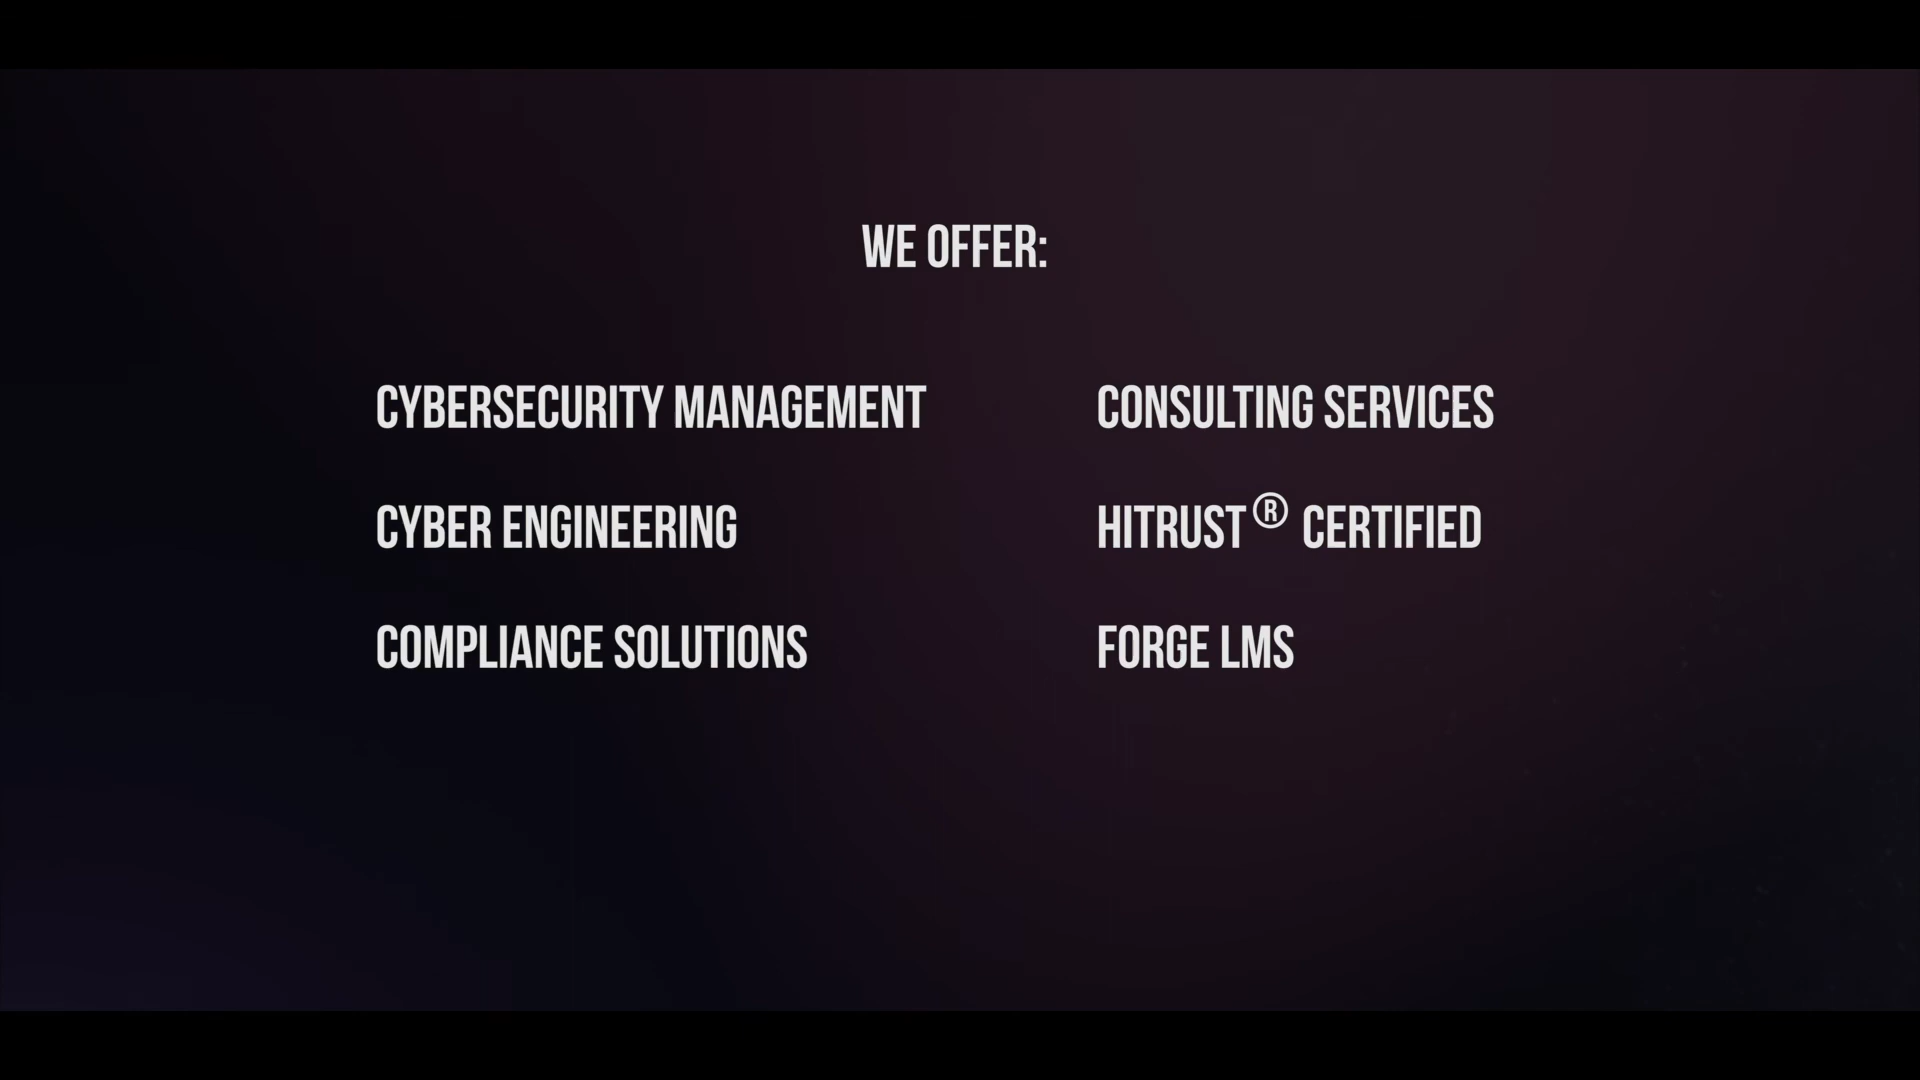 WE OFFER:
CYBERSECURITY MANAGEMENT
CYBER ENGINEERING
COMPLIANCE SOLUTIONS
CONSULTING SERVICES
HITRUST® CERTIFIED
FORGE LMS